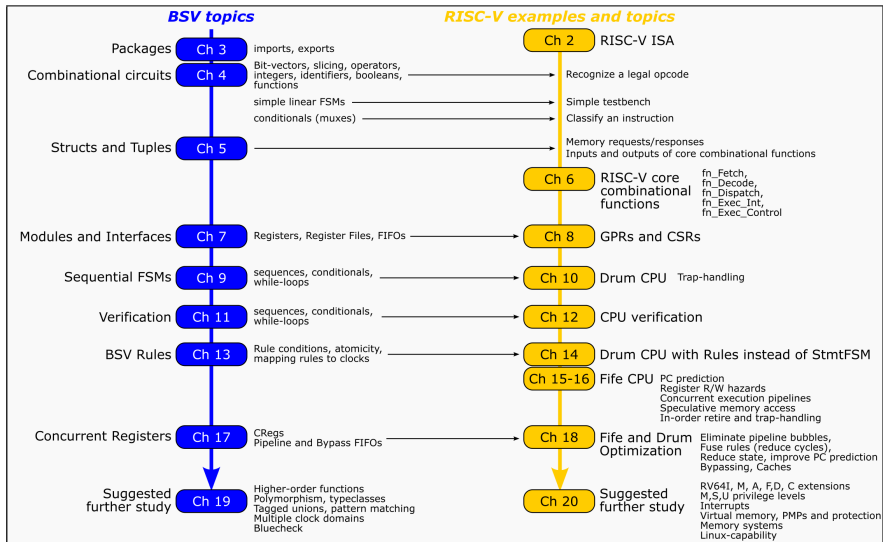 BSV topics
RISC-V examples and topics
Packages
Ch 3
imports, exports
Ch 2
RISC-V ISA
Combinational circuits
Ch 4
Bit-vectors, slicing, operators,
integers, identifiers, booleans,
functions
Recognize a legal opcode
simple linear FSMs
Simple testbench
conditionals (muxes)
Classify an instruction
Structs and Tuples
Ch 5
Memory requests/responses
Inputs and outputs of core combinational functions
Ch 6
RISC-V core
combinational
functions
fn_Fetch,
fn_Decode,
fn_Dispatch,
fn_Exec_Int,
fn_Exec_Control
Modules and Interfaces
Ch 7
Registers, Register Files, FIFOs
Ch 8
GPRs and CSRs
Sequential FSMs
Ch 9
sequences, conditionals,
while-loops
Ch 10
Drum CPU
Trap-handling
Verification
Ch 11
sequences, conditionals,
while-loops
Ch 12
CPU verification
BSV Rules
Ch 13
Rule conditions, atomicity,
mapping rules to clocks
Ch 14
Drum CPU with Rules instead of StmtFSM
Ch 15-16
Fife CPU
PC prediction
Register R/W hazards
Concurrent execution pipelines
Speculative memory access
In-order retire and trap-handling
Concurrent Registers
Ch 17
CRegs
Pipeline and Bypass FIFOs
Ch 18
Fife and Drum
Optimization
Eliminate pipeline bubbles,
Fuse rules (reduce cycles),
Reduce state, improve PC prediction
Bypassing, Caches
Suggested
further study
Ch 19
Higher-order functions
Polymorphism, typeclasses
Tagged unions, pattern matching
Multiple clock domains
Bluecheck
Ch 20
Suggested
further study
RV64I, M, A, F,D, C extensions
M,S,U privilege levels
Interrupts
Virtual memory, PMPs and protection
Memory systems
Linux-capability